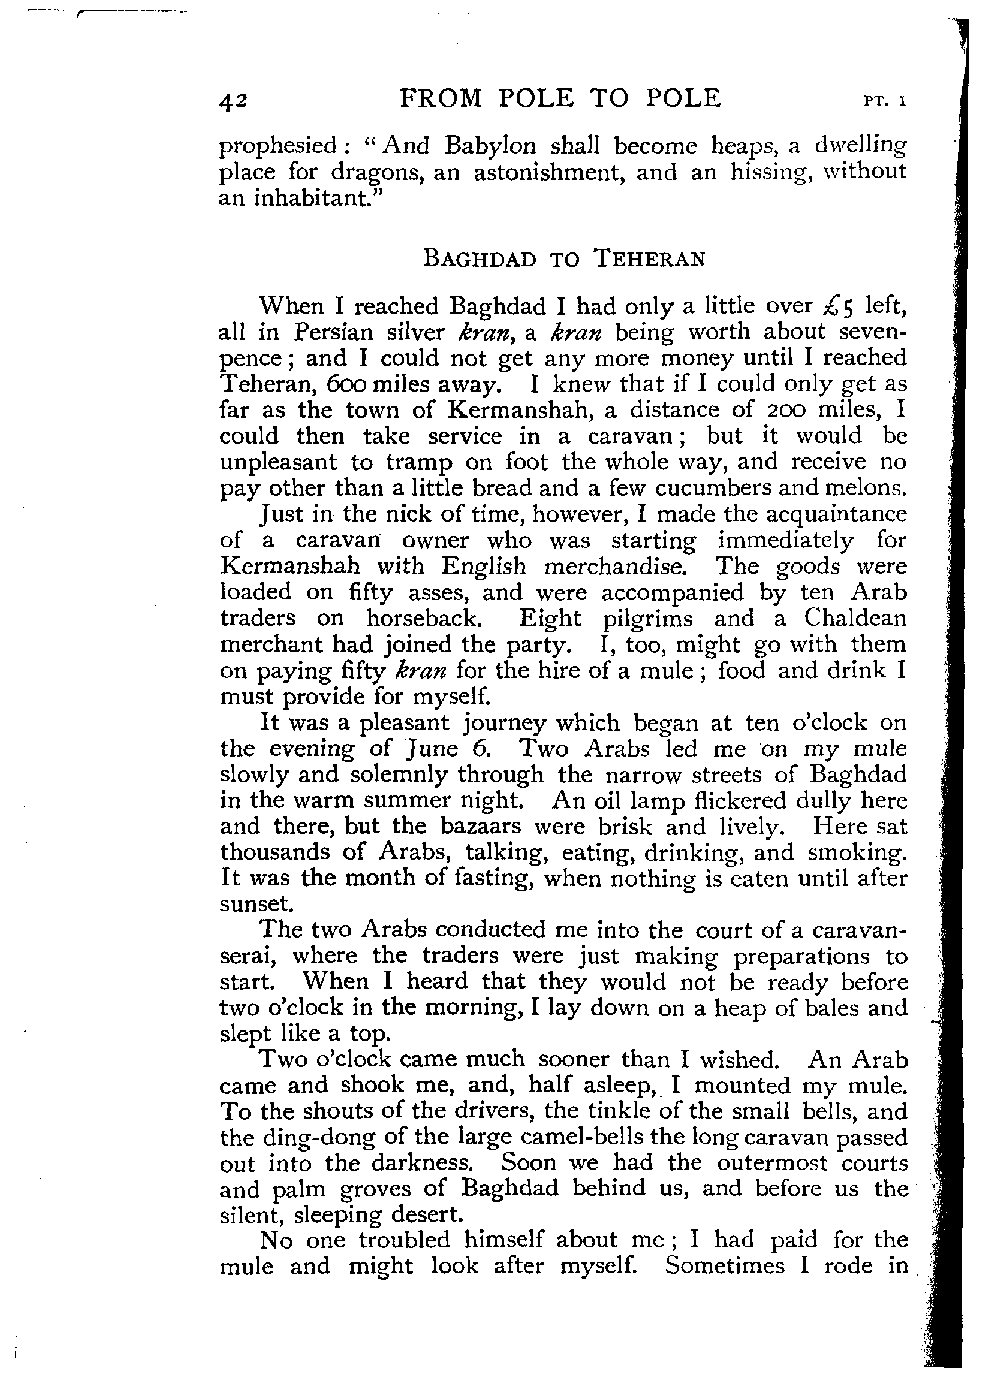 42 FROM POLE TO POLE PT. I
prophesied : “ And Babylon shall become heaps, a dwelling
place for dragons, an astonishment, and an hissing, without
an inhabitant.”
BAGHDAD TO TEHERAN
When I reached Baghdad I had only a little over £5 left,
all in Persian silver kran, a kran being worth about seven-
pence ; and I could not get any more money until I reached
Teheran, 600 miles away. I knew that if I could only get as
far as the town of Kermanshah, a distance of 200 miles, I
could then take service in a caravan ; but it would be
unpleasant to tramp on foot the whole way, and receive no
pay other than a little bread and a few cucumbers and melons.
Just in the nick of time, however, I made the acquaintance
of a caravan owner who was starting immediately for
Kermanshah with English merchandise. The goods were
loaded on fifty asses, and were accompanied by ten Arab
traders on horseback. Eight pilgrims and a Chaldean
merchant had joined the party. I, too, might go with them
on paying fifty kran for the hire of a mule ; food and drink I
must provide for myself.
It was a pleasant journey which began at ten o’clock on
the evening of June 6. Two Arabs led me on my mule
slowly and solemnly through the narrow streets of Baghdad
in the warm summer night. An oil lamp flickered dully here
and there, but the bazaars were brisk and lively. Here sat
thousands of Arabs, talking, eating, drinking, and smoking.
It was the month of fasting, when nothing is eaten until after
sunset.
The two Arabs conducted me into the court of a caravan-
serai, where the traders were just making preparations to
start. When I heard that they would not be ready before
two o’clock in the morning, I lay down on a heap of bales and
slept like a top.
Two o’clock came much sooner than I wished. An Arab
came and shook me, and, half asleep, I mounted my mule.
To the shouts of the drivers, the tinkle of the small bells, and
the ding-dong of the large camel-bells the long caravan passed
out into the darkness. Soon we had the outermost courts
and palm groves of Baghdad behind us, and before us the
silent, sleeping desert.
No one troubled himself about me ; I had paid for the
mule and might look after myself. Sometimes I rode in